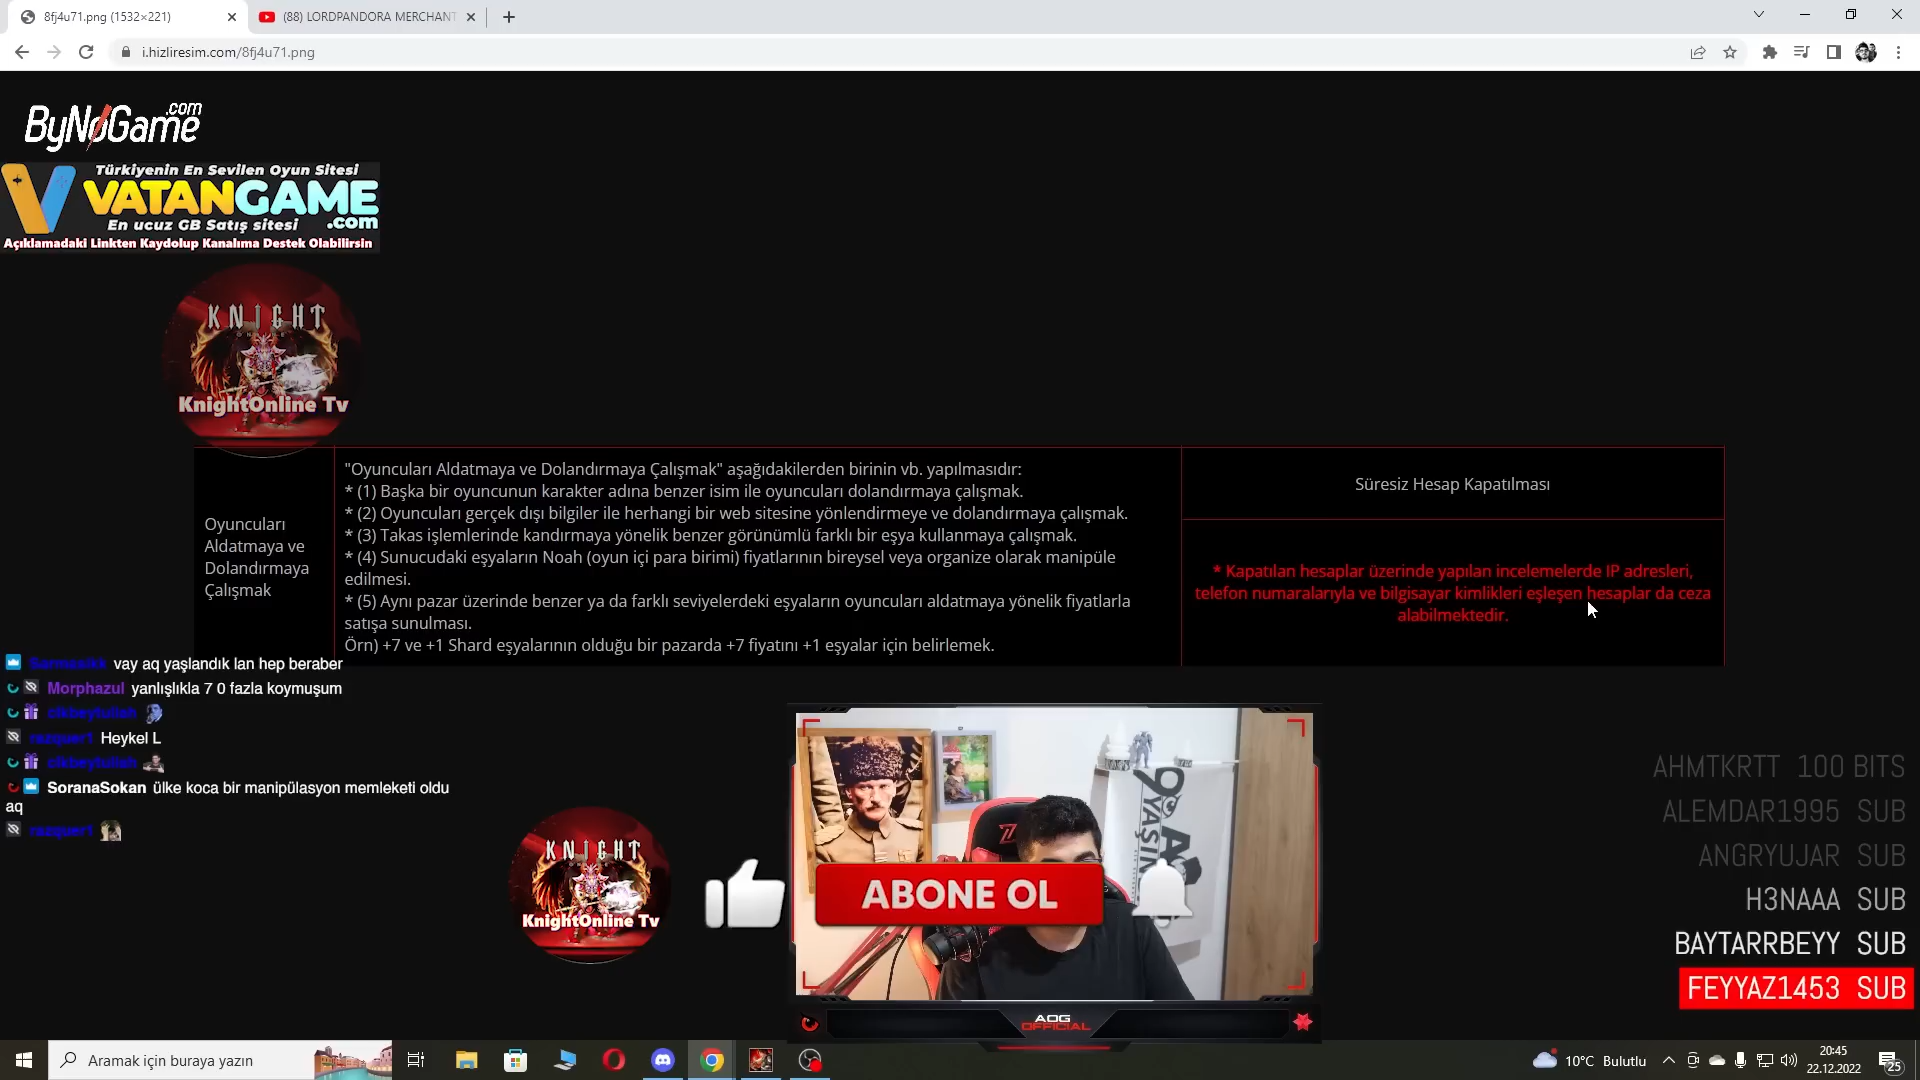 8fj4u71.png (1532×221)
(88) LORDPANDORA MERCHANT
i.hizliresim.com/8fj4u71.png
ByNoGame.com
Türkiyenin En Sevilen Oyun Sitesi
VATANGAME
.com
En ucuz GB Satış sitesi
Açıklamadaki Linkten Kaydolup Kanalıma Destek Olabilirsin
KNIGHT
KnightOnline Tv
Oyuncuları
Aldatmaya ve
Dolandırmaya
Çalışmak
"Oyuncuları Aldatmaya ve Dolandırmaya Çalışmak" aşağıdakilerden birinin vb. yapılmasıdır:
* (1) Başka bir oyuncunun karakter adına benzer isim ile oyuncuları dolandırmaya çalışmak.
* (2) Oyuncuları gerçek dışı bilgiler ile herhangi bir web sitesine yönlendirmeye ve dolandırmaya çalışmak.
* (3) Takas işlemlerinde kandırmaya yönelik benzer görünümlü farklı bir eşya kullanmaya çalışmak.
* (4) Sunucudaki eşyaların Noah (oyun içi para birimi) fiyatlarının bireysel veya organize olarak manipüle
edilmesi.
* (5) Aynı pazar üzerinde benzer ya da farklı seviyelerdeki eşyaların oyuncuları aldatmaya yönelik fiyatlarla
satışa sunulması.
Örn) +7 ve +1 Shard eşyalarının olduğu bir pazarda +7 fiyatını +1 eşyalar için belirlemek.
Süresiz Hesap Kapatılması
* Kapatılan hesaplar üzerinde yapılan incelemelerde IP adresleri,
telefon numaralarıyla ve bilgisayar kimlikleri eşleşen hesaplar da ceza
alabilmektedir.
vay aq yaşlandık lan hep beraber
Morphazul yanlışlıkla 7 0 fazla koymuşum
olkbeytullah
razquer1 Heykel L
olkbeytullah
SoranaSokan ülke koca bir manipülasyon memleketi oldu
aq
razquer1
KNIGHT
KnightOnline Tv
ABONE OL
AOG
OFFICIAL
AHMTKRTT 100 BITS
ALEMDAR1995 SUB
ANGRYUJAR SUB
H3NAAA SUB
BAYTARRBEYY SUB
FEYYAZ1453 SUB
Aramak için buraya yazın
10°C Bulutlu
20:45
22.12.2022
25